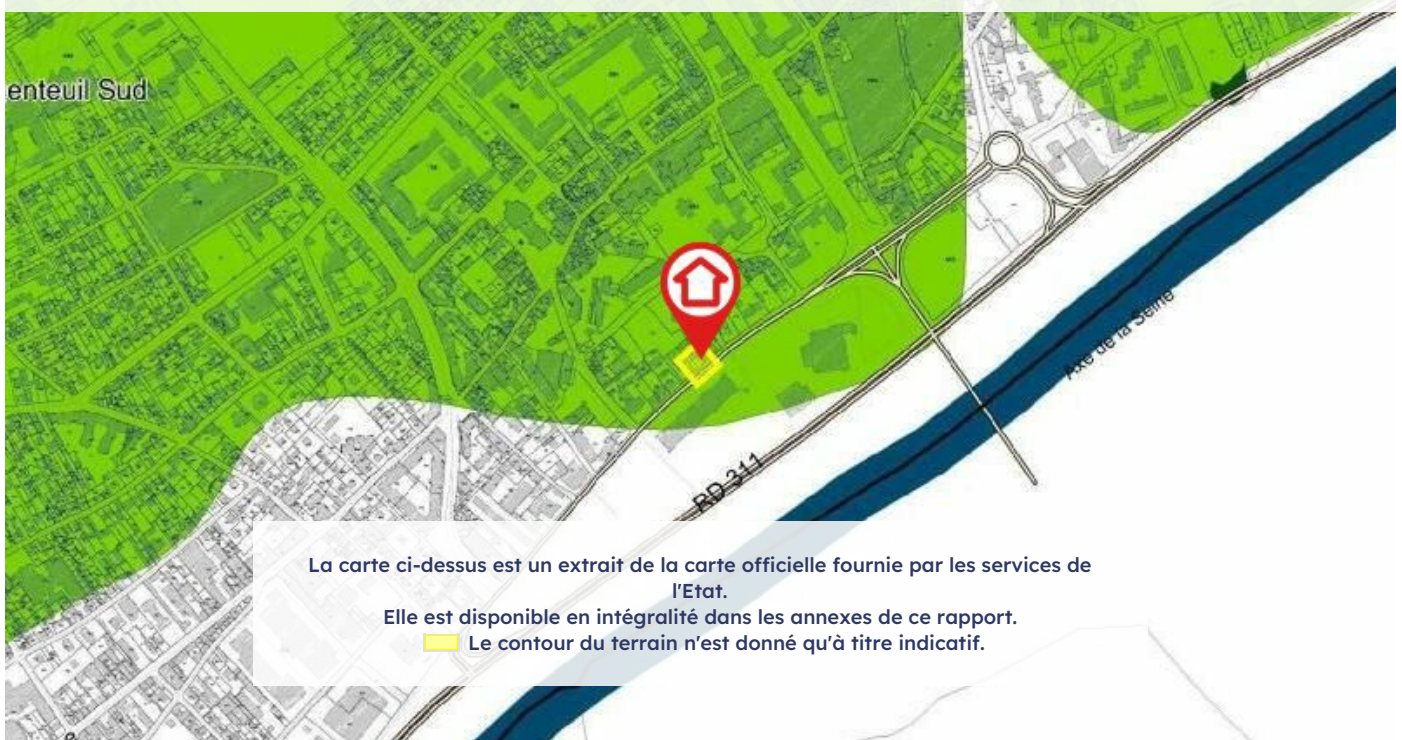 enteuil Sud
Axe de la Seine
RD 311
La carte ci-dessus est un extrait de la carte officielle fournie par les services de
l'Etat.
Elle est disponible en intégralité dans les annexes de ce rapport.
Le contour du terrain n'est donné qu'à titre indicatif.